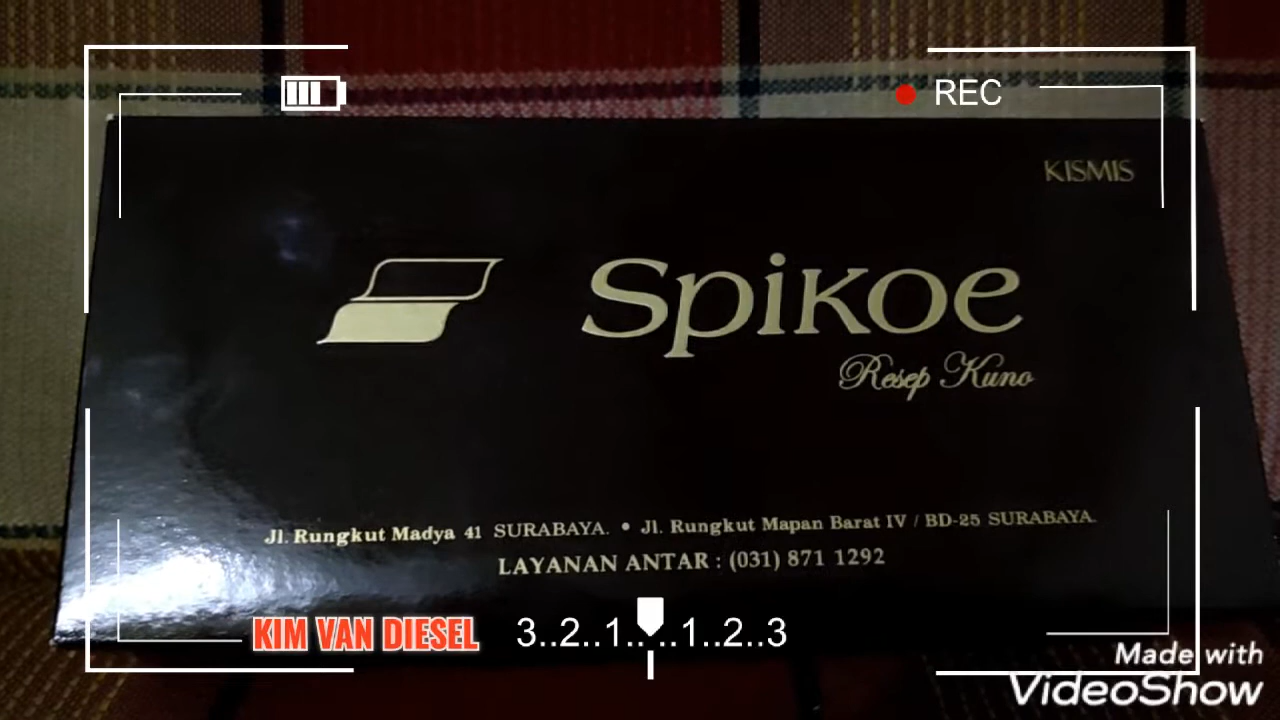 REC
KISMIS
Spikoe
Resep Kuno
Jl. Rungkut Madya 41 SURABAYA. • Jl. Rungkut Mapan Barat IV / BD-25 SURABAYA.
LAYANAN ANTAR : (031) 871 1292
KIM VAN DIESEL
3..2..1.. ..1..2..3
Made with
VideoShow